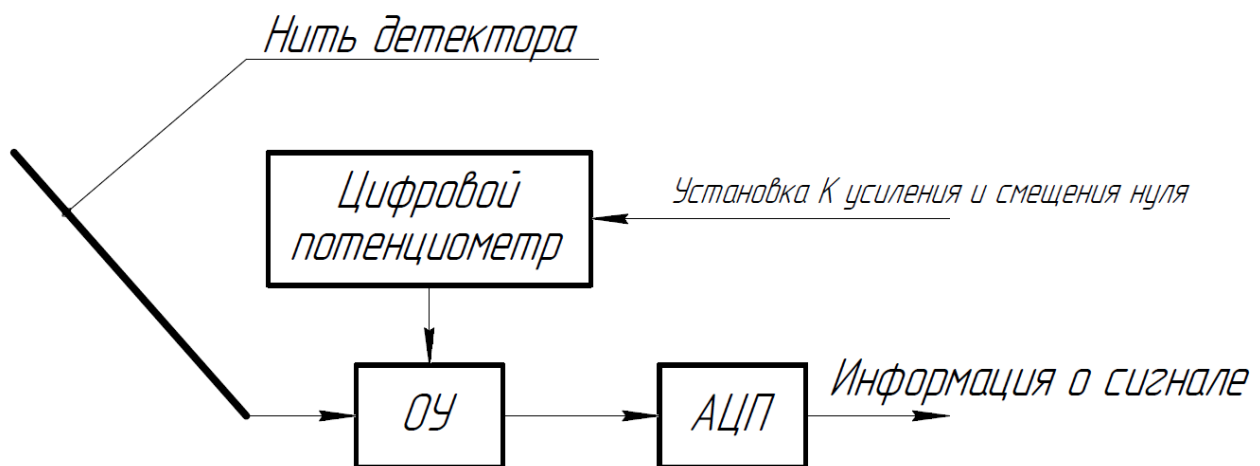 Нить детектора
Цифровой
потенциометр
Установка К усиления и смещения нуля
ОУ
АЦП
Информация о сигнале